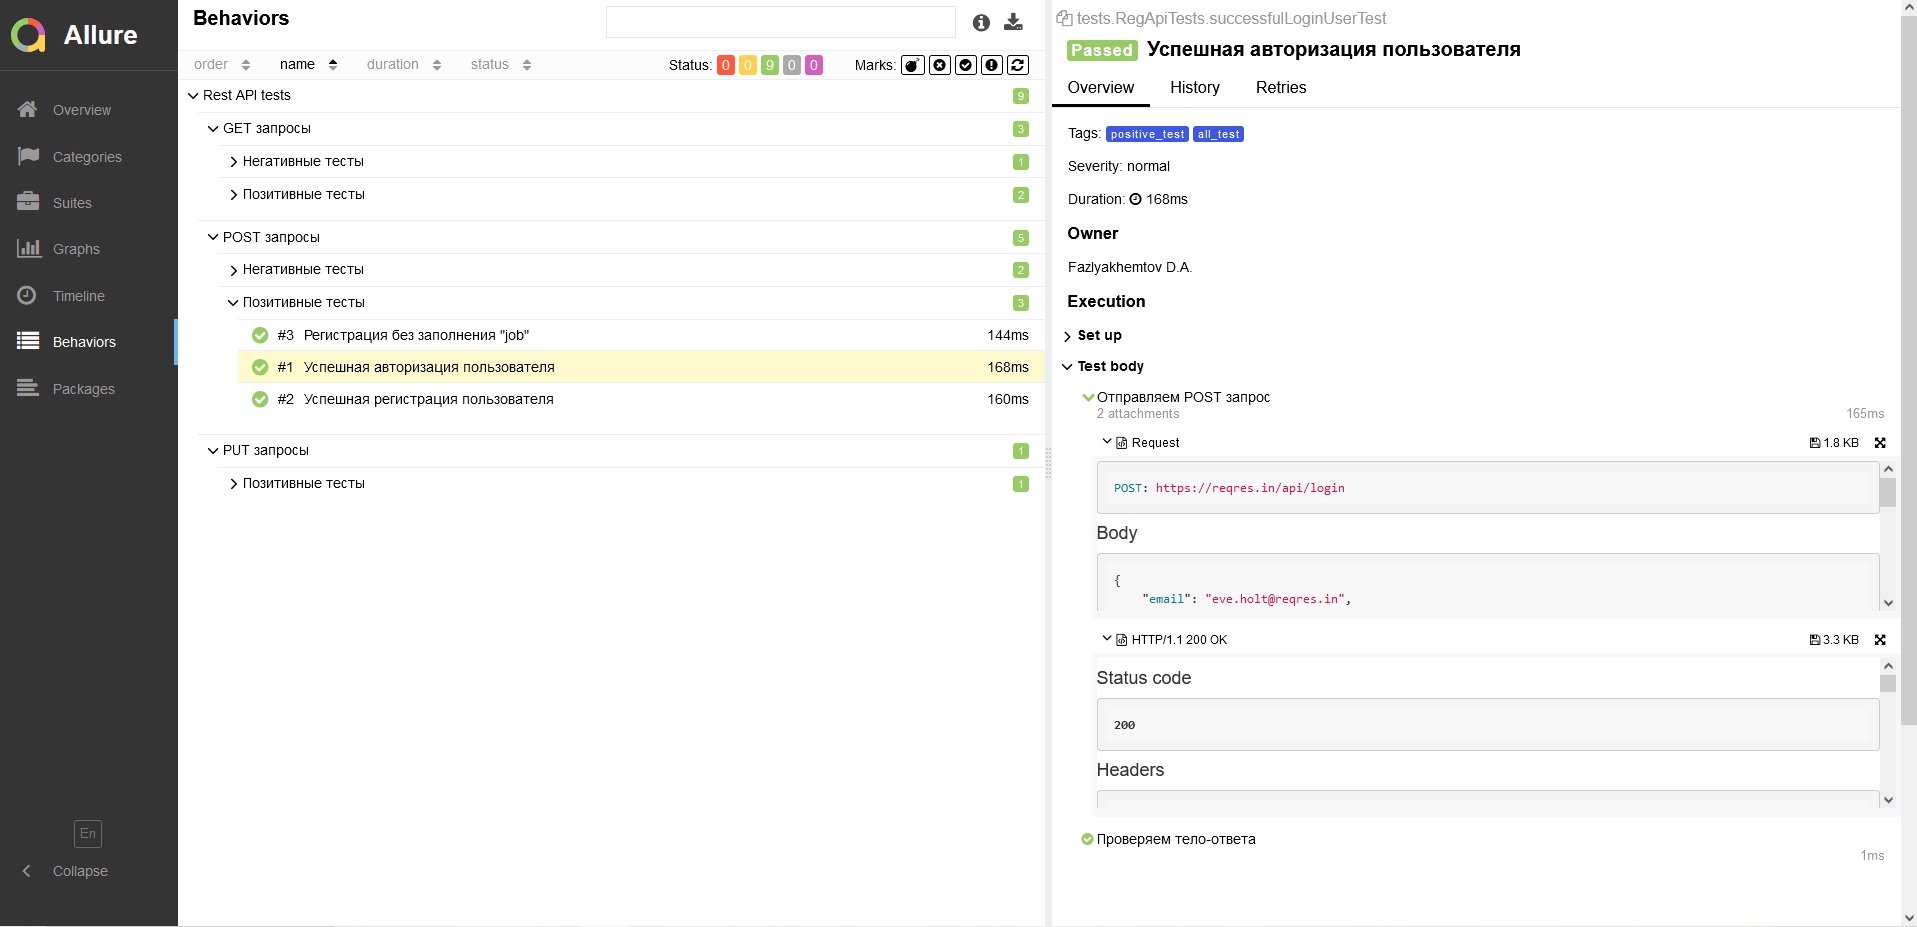 Allure
Overview
Categories
Suites
Graphs
Timeline
Behaviors
Packages
En
Collapse
Behaviors
order name duration status Status: 0 0 9 0 0 Marks:
Rest API tests 9
GET запросы 3
Негативные тесты 1
Позитивные тесты 2
POST запросы 5
Негативные тесты 2
Позитивные тесты 3
#3 Регистрация без заполнения "job" 144ms
#1 Успешная авторизация пользователя 168ms
#2 Успешная регистрация пользователя 160ms
PUT запросы 1
Позитивные тесты 1
tests.RegApiTests.successfulLoginUserTest
Passed Успешная авторизация пользователя
Overview History Retries
Tags: positive_test all_test
Severity: normal
Duration: 168ms
Owner
Fazlyakhemtov D.A.
Execution
Set up
Test body
Отправляем POST запрос
2 attachments 165ms
Request 1.8 KB
POST: https://reqres.in/api/login
Body
{
"email": "eve.holt@reqres.in",
HTTP/1.1 200 OK 3.3 KB
Status code
200
Headers
Проверяем тело-ответа
1ms